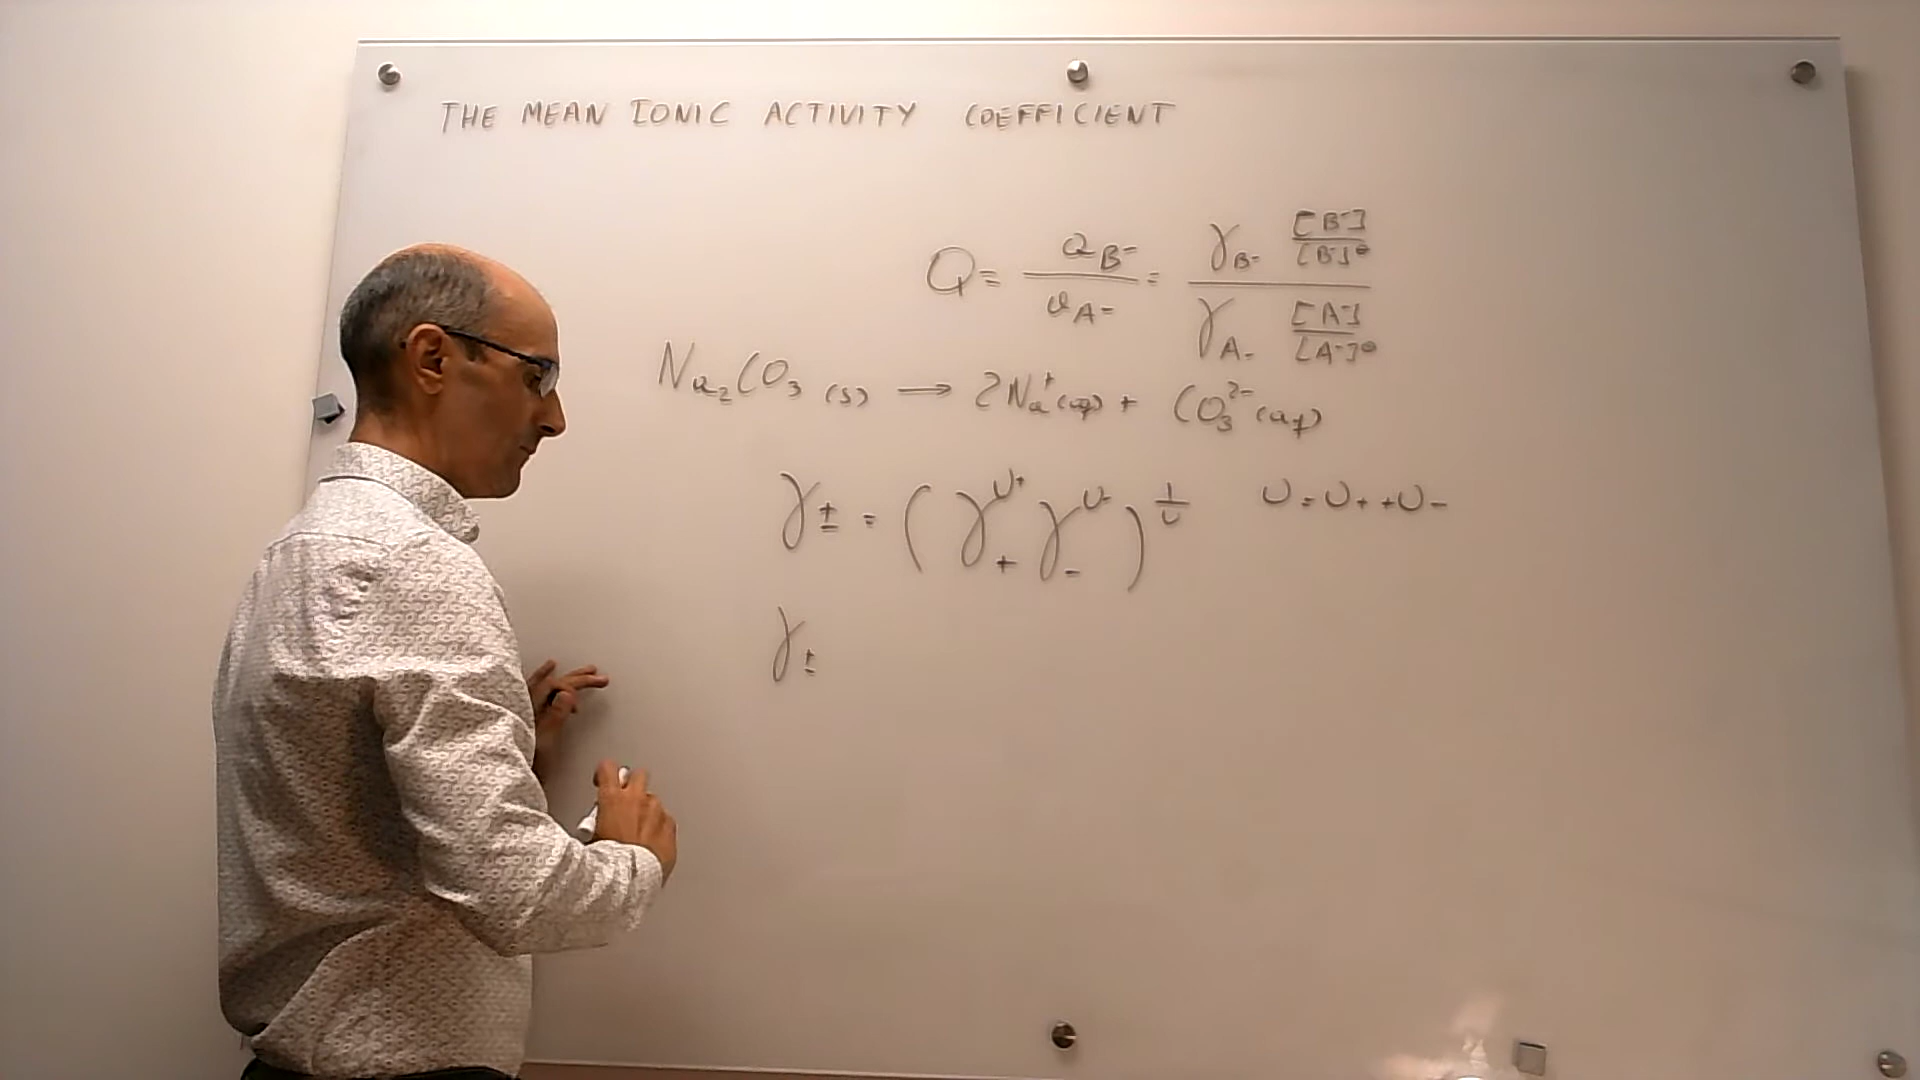 THE MEAN IONIC ACTIVITY COEFFICIENT
Q = a_B- / a_A- = γ_B- [B-]/[B-]⊖ / γ_A- [A-]/[A-]⊖
Na₂CO₃ (s) → 2Na⁺(aq) + CO₃²⁻(aq)
γ± = (γ₊^υ+ γ₋^υ-)^1/υ υ = υ₊ + υ₋
γ±